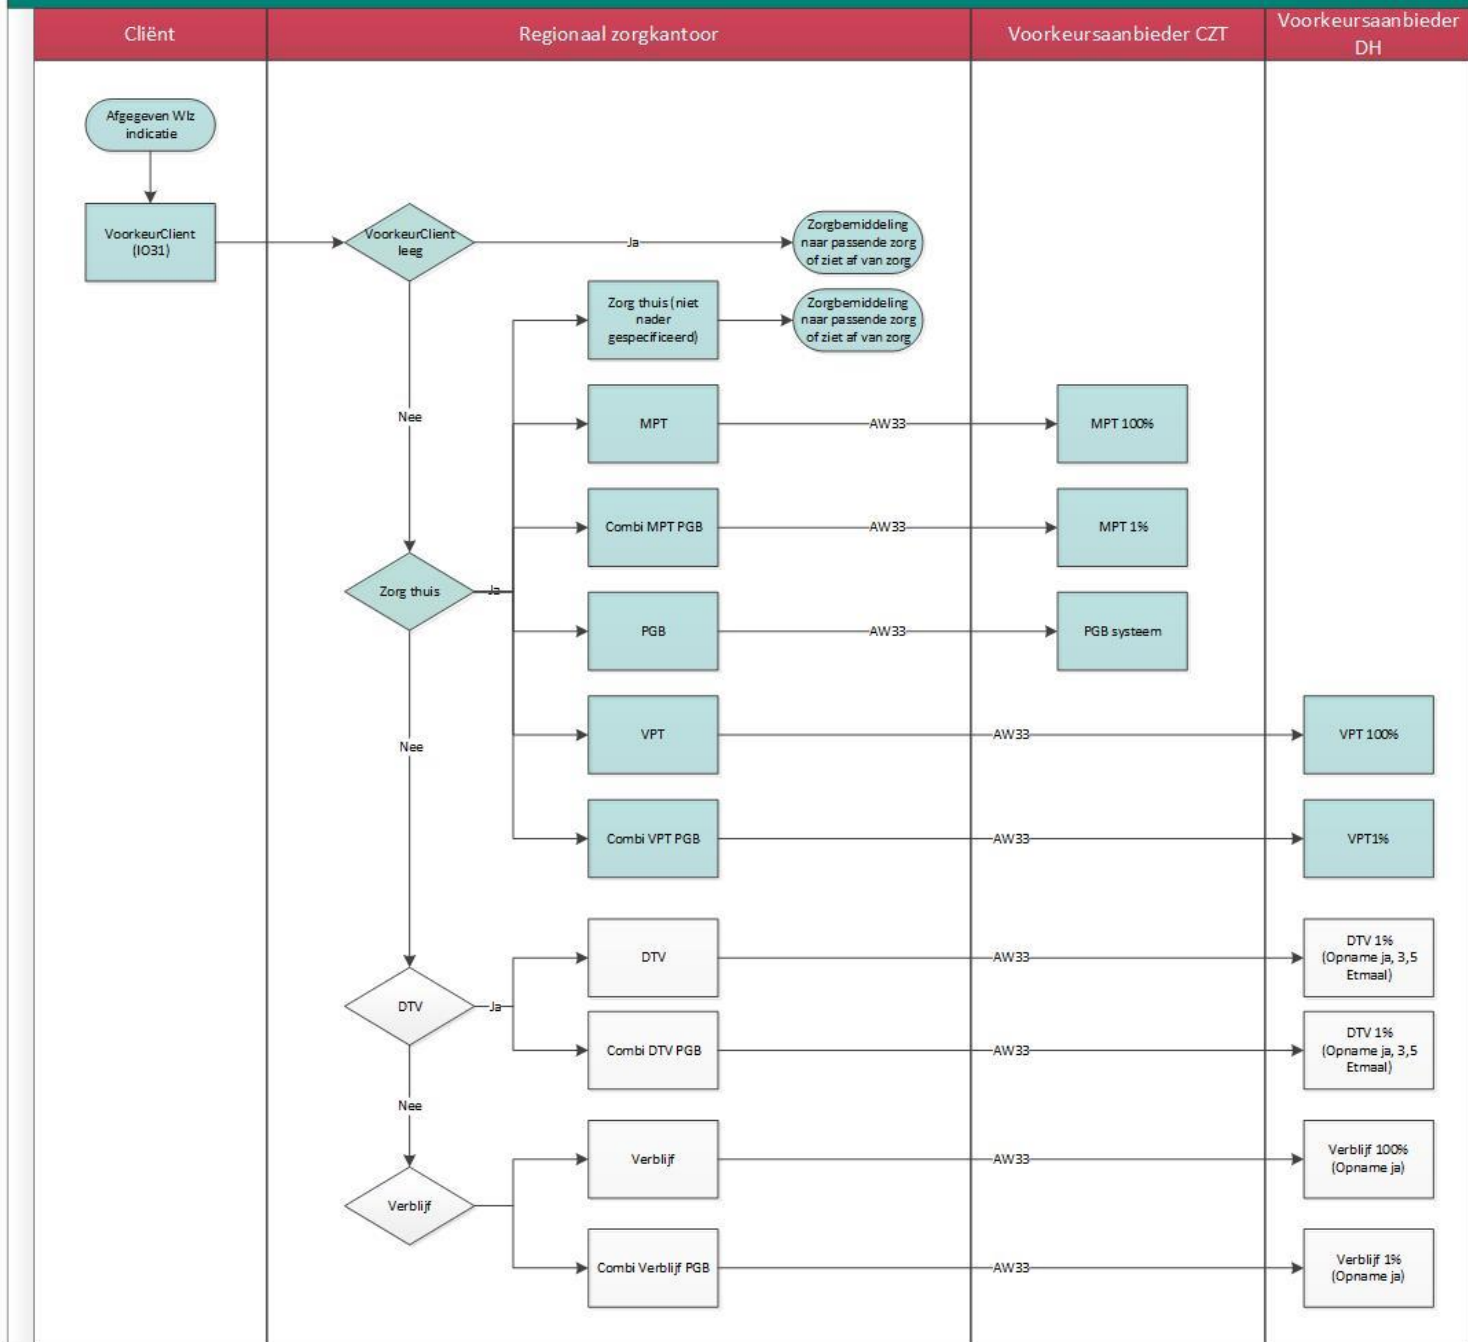 Cliënt
Regionaal zorgkantoor
Voorkeursaanbieder CZT
Voorkeursaanbieder
DH
Afgegeven Wlz
indicatie
VoorkeurClient
(IO31)
VoorkeurClient
leeg
Ja
Zorgbemiddeling
naar passende zorg
of ziet af van zorg
Zorg thuis (niet
nader
gespecificeerd)
Zorgbemiddeling
naar passende zorg
of ziet af van zorg
Nee
MPT
AW33
MPT 100%
Combi MPT PGB
AW33
MPT 1%
Zorg thuis
Ja
PGB
AW33
PGB systeem
Nee
VPT
AW33
VPT 100%
Combi VPT PGB
AW33
VPT1%
DTV
AW33
DTV 1%
(Opname ja, 3,5
Etmaal)
DTV
Ja
Combi DTV PGB
AW33
DTV 1%
(Opname ja, 3,5
Etmaal)
Nee
Verblijf
AW33
Verblijf 100%
(Opname ja)
Verblijf
Combi Verblijf PGB
AW33
Verblijf 1%
(Opname ja)